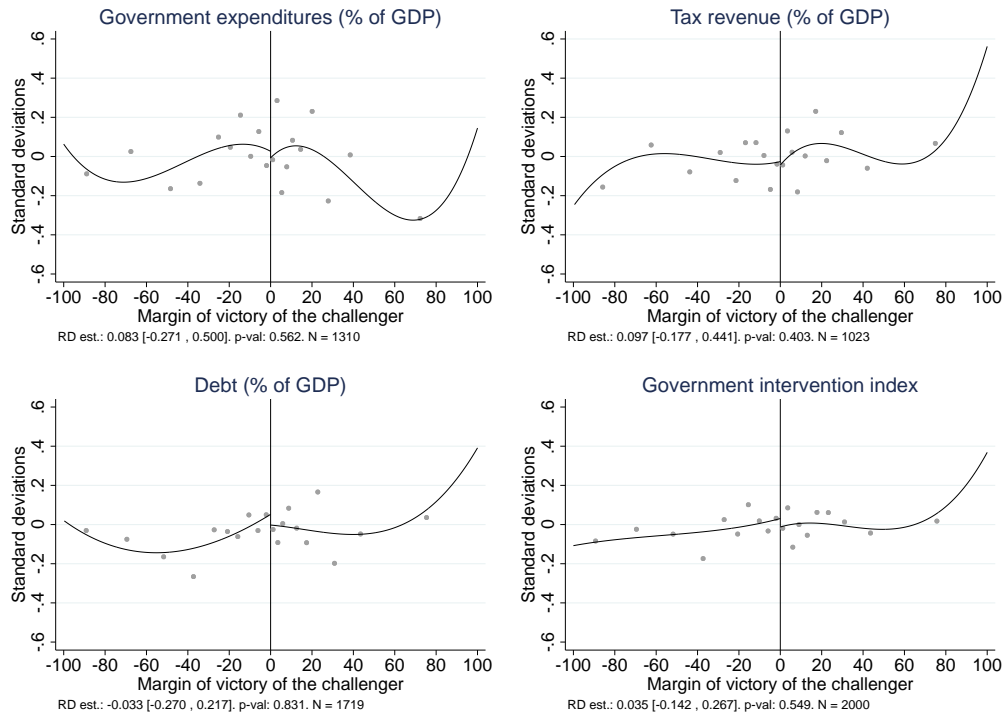 Government expenditures (% of GDP)
Standard deviations
.6
.4
.2
0
-.2
-.4
-.6
-100 -80 -60 -40 -20 0 20 40 60 80 100
Margin of victory of the challenger
RD est.: 0.083 [-0.271 , 0.500]. p-val: 0.562. N = 1310
Tax revenue (% of GDP)
Standard deviations
.6
.4
.2
0
-.2
-.4
-.6
-100 -80 -60 -40 -20 0 20 40 60 80 100
Margin of victory of the challenger
RD est.: 0.097 [-0.177 , 0.441]. p-val: 0.403. N = 1023
Debt (% of GDP)
Standard deviations
.6
.4
.2
0
-.2
-.4
-.6
-100 -80 -60 -40 -20 0 20 40 60 80 100
Margin of victory of the challenger
RD est.: -0.033 [-0.270 , 0.217]. p-val: 0.831. N = 1719
Government intervention index
Standard deviations
.6
.4
.2
0
-.2
-.4
-.6
-100 -80 -60 -40 -20 0 20 40 60 80 100
Margin of victory of the challenger
RD est.: 0.035 [-0.142 , 0.267]. p-val: 0.549. N = 2000